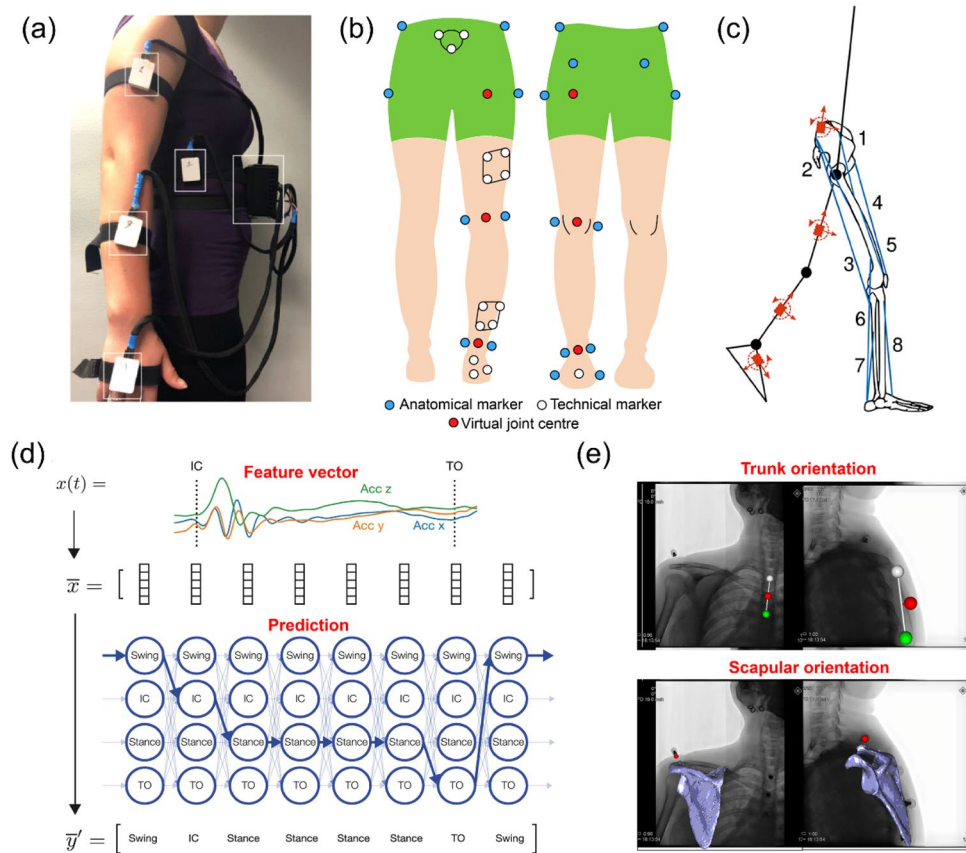 (a)
(b)
(c)
1
2
3
4
5
6
7
8
Anatomical marker Technical marker
Virtual joint centre
(d)
IC Feature vector TO
x(t) =
Acc z
Acc y Acc x
x̅ = [ ]
Prediction
Swing Swing Swing Swing Swing Swing Swing Swing
IC IC IC IC IC IC IC IC
Stance Stance Stance Stance Stance Stance Stance Stance
TO TO TO TO TO TO TO TO
y̅′ = [ Swing IC Stance Stance Stance Stance TO Swing ]
(e)
Trunk orientation
Scapular orientation